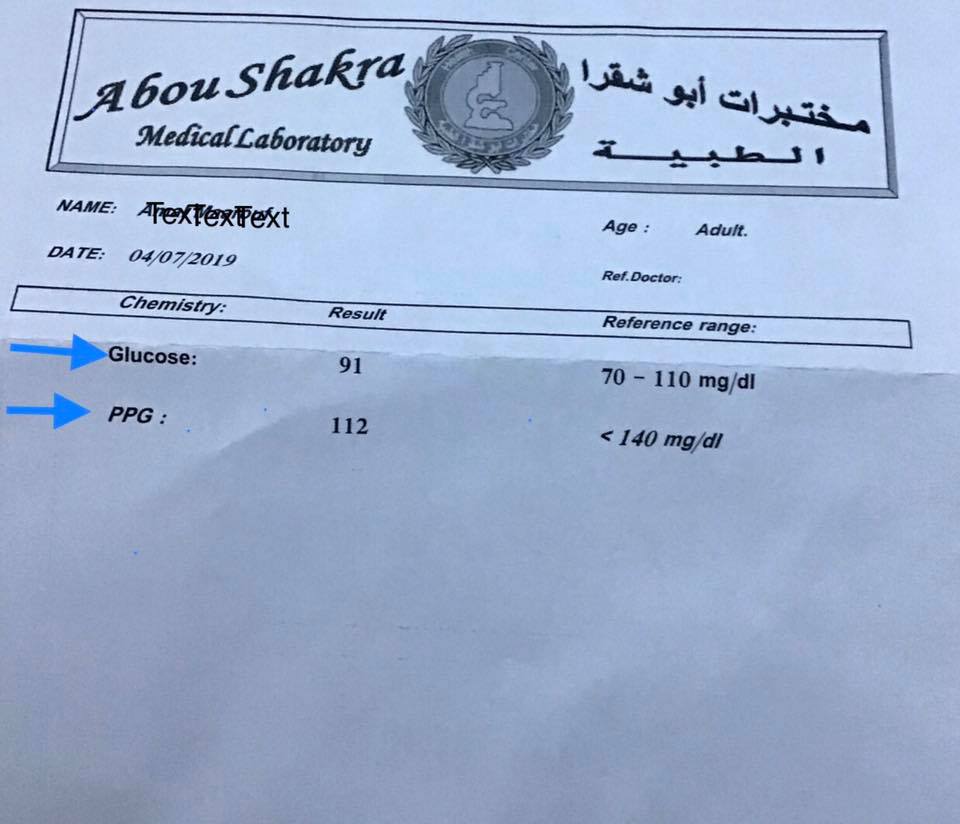 Abou Shakra
Medical Laboratory
مختبرات أبو شقرا
الطبية
NAME: TextTextText
Age : Adult.
DATE: 04/07/2019
Ref.Doctor:
Chemistry: Result Reference range:
Glucose: 91 70 - 110 mg/dl
PPG : 112 < 140 mg/dl